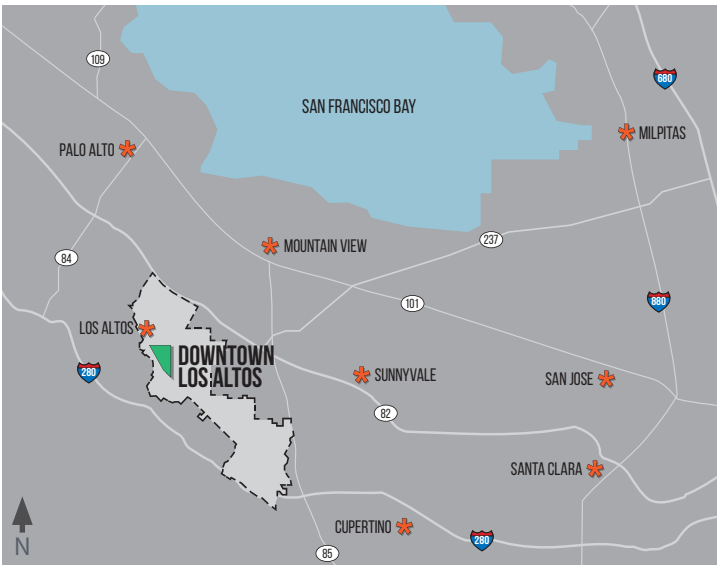 109
680
SAN FRANCISCO BAY
MILPITAS
PALO ALTO
MOUNTAIN VIEW
237
84
101
880
LOS ALTOS
DOWNTOWN
LOS ALTOS
280
SUNNYVALE
SAN JOSE
82
SANTA CLARA
CUPERTINO
280
N
85